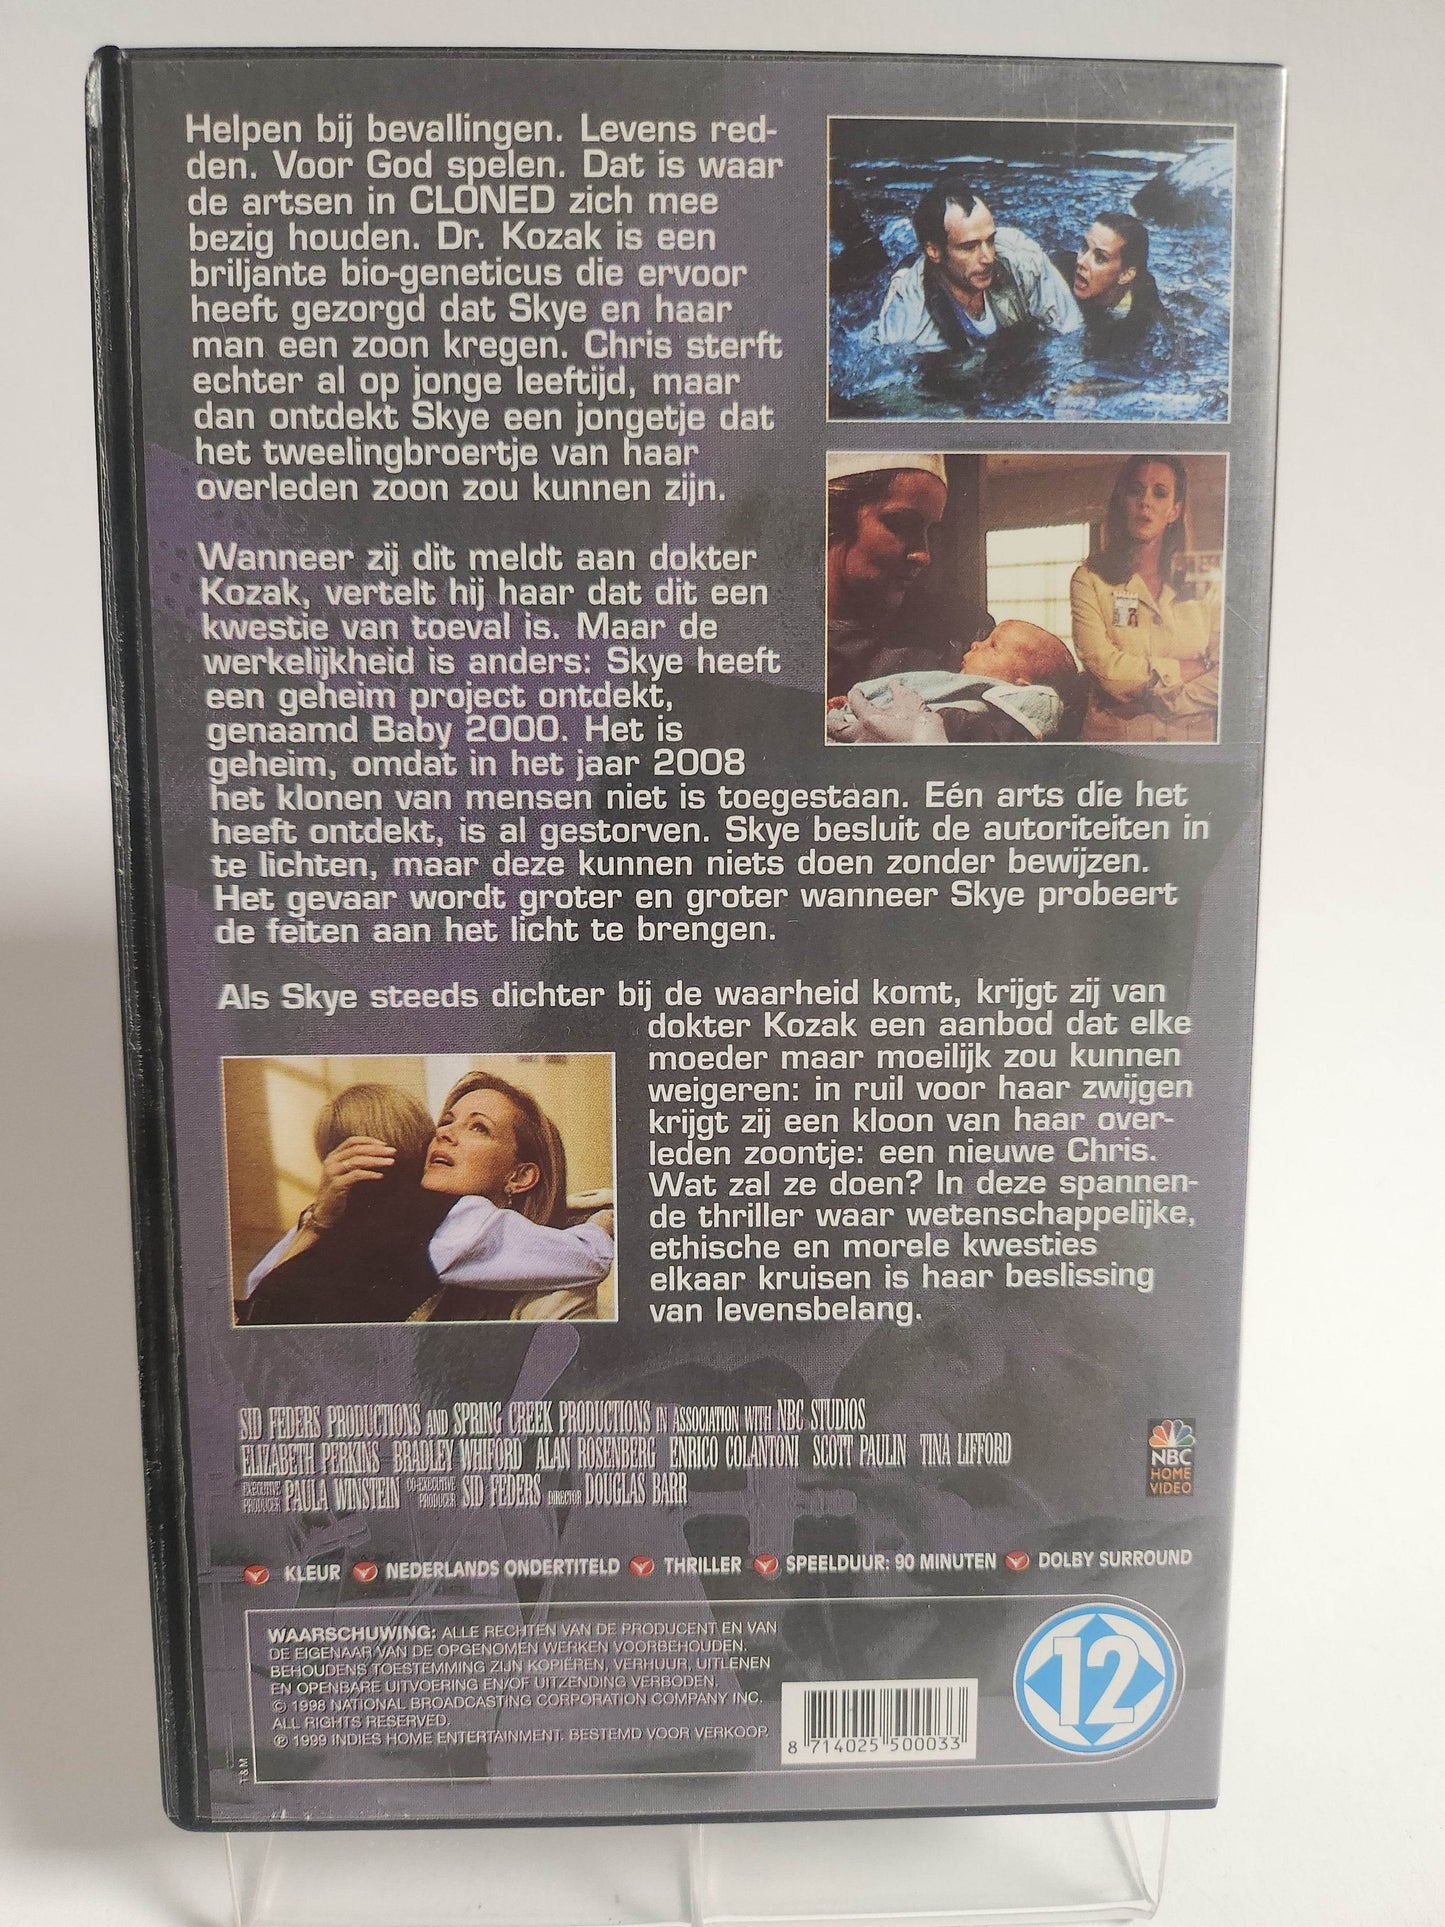 Helpen bij bevallingen. Levens red-
den. Voor God spelen. Dat is waar
de artsen in CLONED zich mee
bezig houden. Dr. Kozak is een
briljante bio-geneticus die ervoor
heeft gezorgd dat Skye en haar
man een zoon kregen. Chris sterft
echter al op jonge leeftijd, maar
dan ontdekt Skye een jongetje dat
het tweelingbroertje van haar
overleden zoon zou kunnen zijn.
Wanneer zij dit meldt aan dokter
Kozak, vertelt hij haar dat dit een
kwestie van toeval is. Maar de
werkelijkheid is anders: Skye heeft
een geheim project ontdekt,
genaamd Baby 2000. Het is
geheim, omdat in het jaar 2008
het klonen van mensen niet is toegestaan. Eén arts die het
heeft ontdekt, is al gestorven. Skye besluit de autoriteiten in
te lichten, maar deze kunnen niets doen zonder bewijzen.
Het gevaar wordt groter en groter wanneer Skye probeert
de feiten aan het licht te brengen.
Als Skye steeds dichter bij de waarheid komt, krijgt zij van
dokter Kozak een aanbod dat elke
moeder maar moeilijk zou kunnen
weigeren: in ruil voor haar zwijgen
krijgt zij een kloon van haar over-
leden zoontje: een nieuwe Chris.
Wat zal ze doen? In deze spannen-
de thriller waar wetenschappelijke,
ethische en morele kwesties
elkaar kruisen is haar beslissing
van levensbelang.
SID FEDERS PRODUCTIONS AND SPRING CREEK PRODUCTIONS IN ASSOCIATION WITH NBC STUDIOS
ELIZABETH PERKINS BRADLEY WHIFORD ALAN ROSENBERG ENRICO COLANTONI SCOTT PAULIN TINA LIFFORD
EXECUTIVE PRODUCER PAULA WINSTEIN CO-EXECUTIVE PRODUCER SID FEDERS DIRECTOR DOUGLAS BARR
NBC
HOME
VIDEO
KLEUR NEDERLANDS ONDERTITELD THRILLER SPEELDUUR: 90 MINUTEN DOLBY SURROUND
WAARSCHUWING: ALLE RECHTEN VAN DE PRODUCENT EN VAN
DE EIGENAAR VAN DE OPGENOMEN WERKEN VOORBEHOUDEN.
BEHOUDENS TOESTEMMING ZIJN KOPIËREN, VERHUUR, UITLENEN
EN OPENBARE UITVOERING EN/OF UITZENDING VERBODEN.
© 1998 NATIONAL BROADCASTING CORPORATION COMPANY INC.
ALL RIGHTS RESERVED.
℗ 1999 INDIES HOME ENTERTAINMENT. BESTEMD VOOR VERKOOP.
8 714025 500033
12
T & M